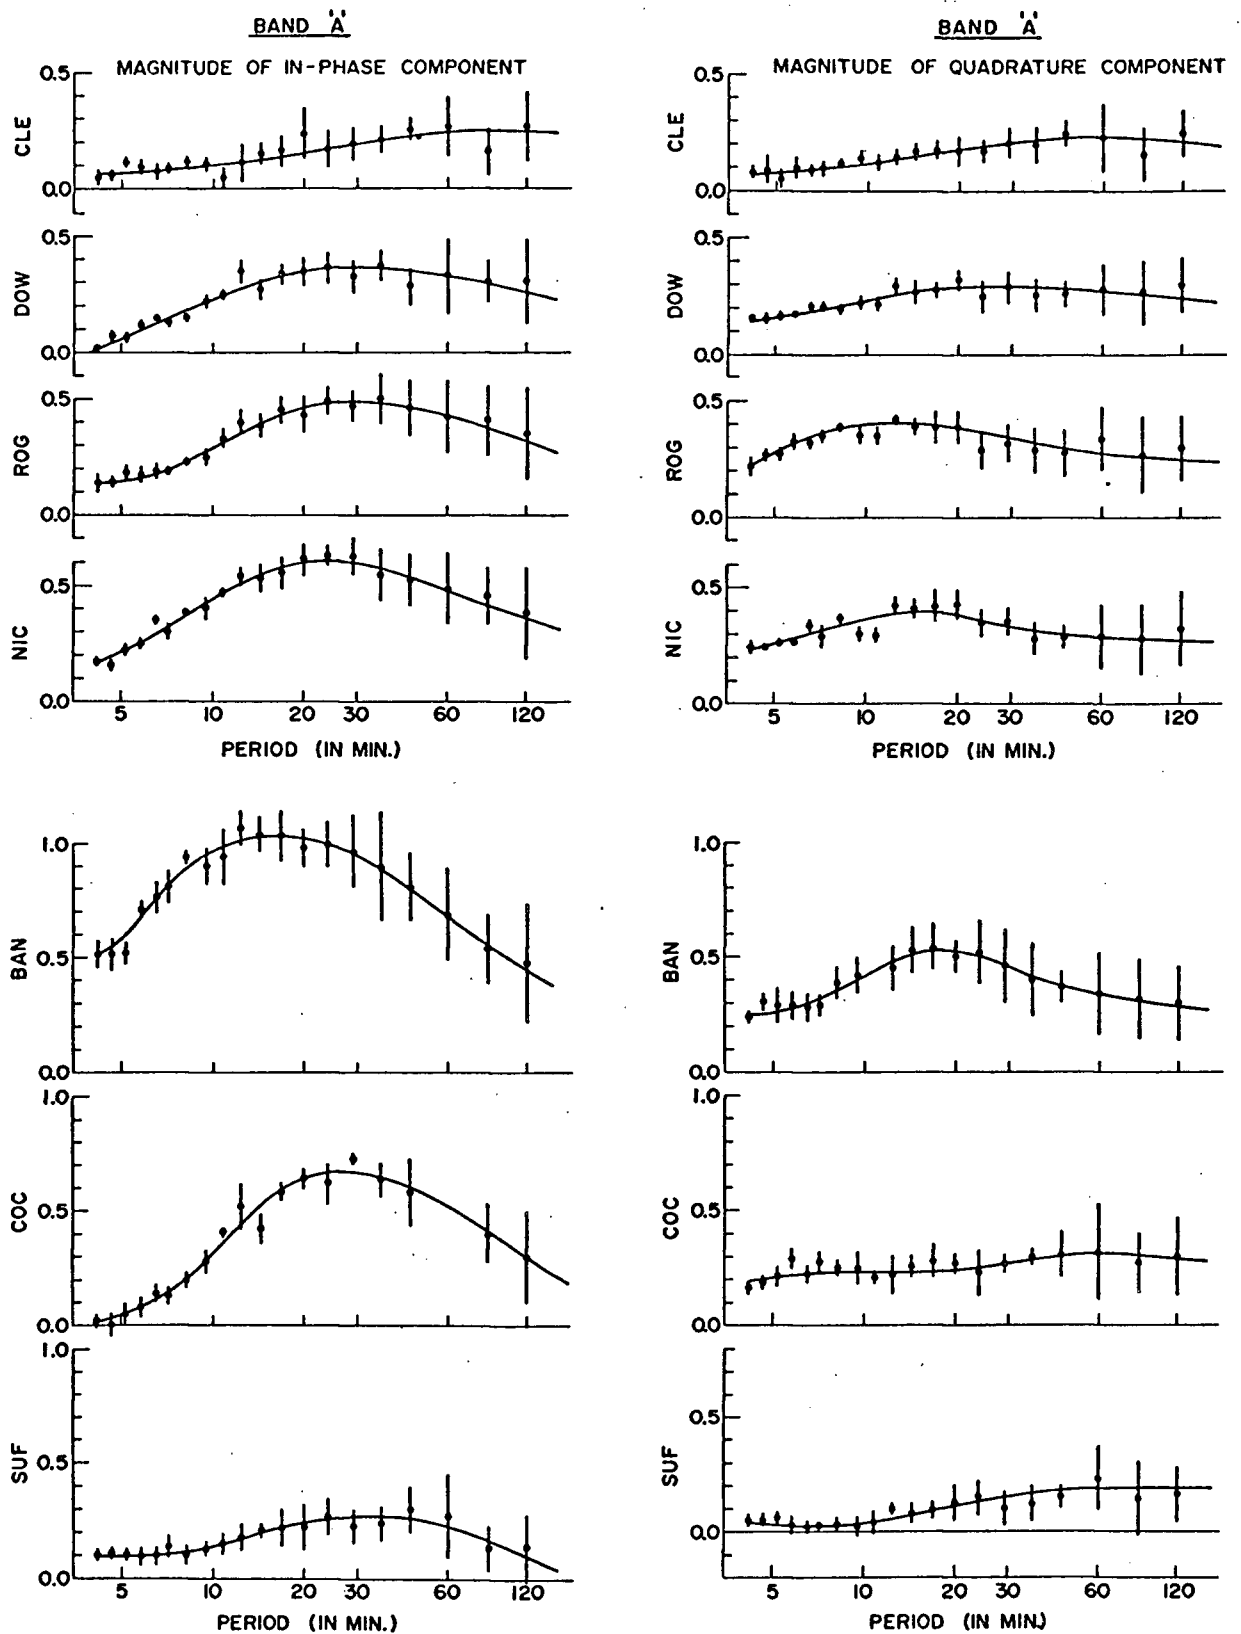 BAND 'A'
MAGNITUDE OF IN-PHASE COMPONENT
CLE
0.5
0.0
DOW
0.5
0.0
ROG
0.5
0.0
NIC
0.5
0.0
5 10 20 30 60 120
PERIOD (IN MIN.)
BAN
1.0
0.5
0.0
COC
1.0
0.5
0.0
SUF
1.0
0.5
0.0
5 10 20 30 60 120
PERIOD (IN MIN.)
BAND 'A'
MAGNITUDE OF QUADRATURE COMPONENT
CLE
0.5
0.0
DOW
0.5
0.0
ROG
0.5
0.0
NIC
0.5
0.0
5 10 20 30 60 120
PERIOD (IN MIN.)
BAN
1.0
0.5
0.0
COC
1.0
0.5
0.0
SUF
0.5
0.0
5 10 20 30 60 120
PERIOD (IN MIN.)